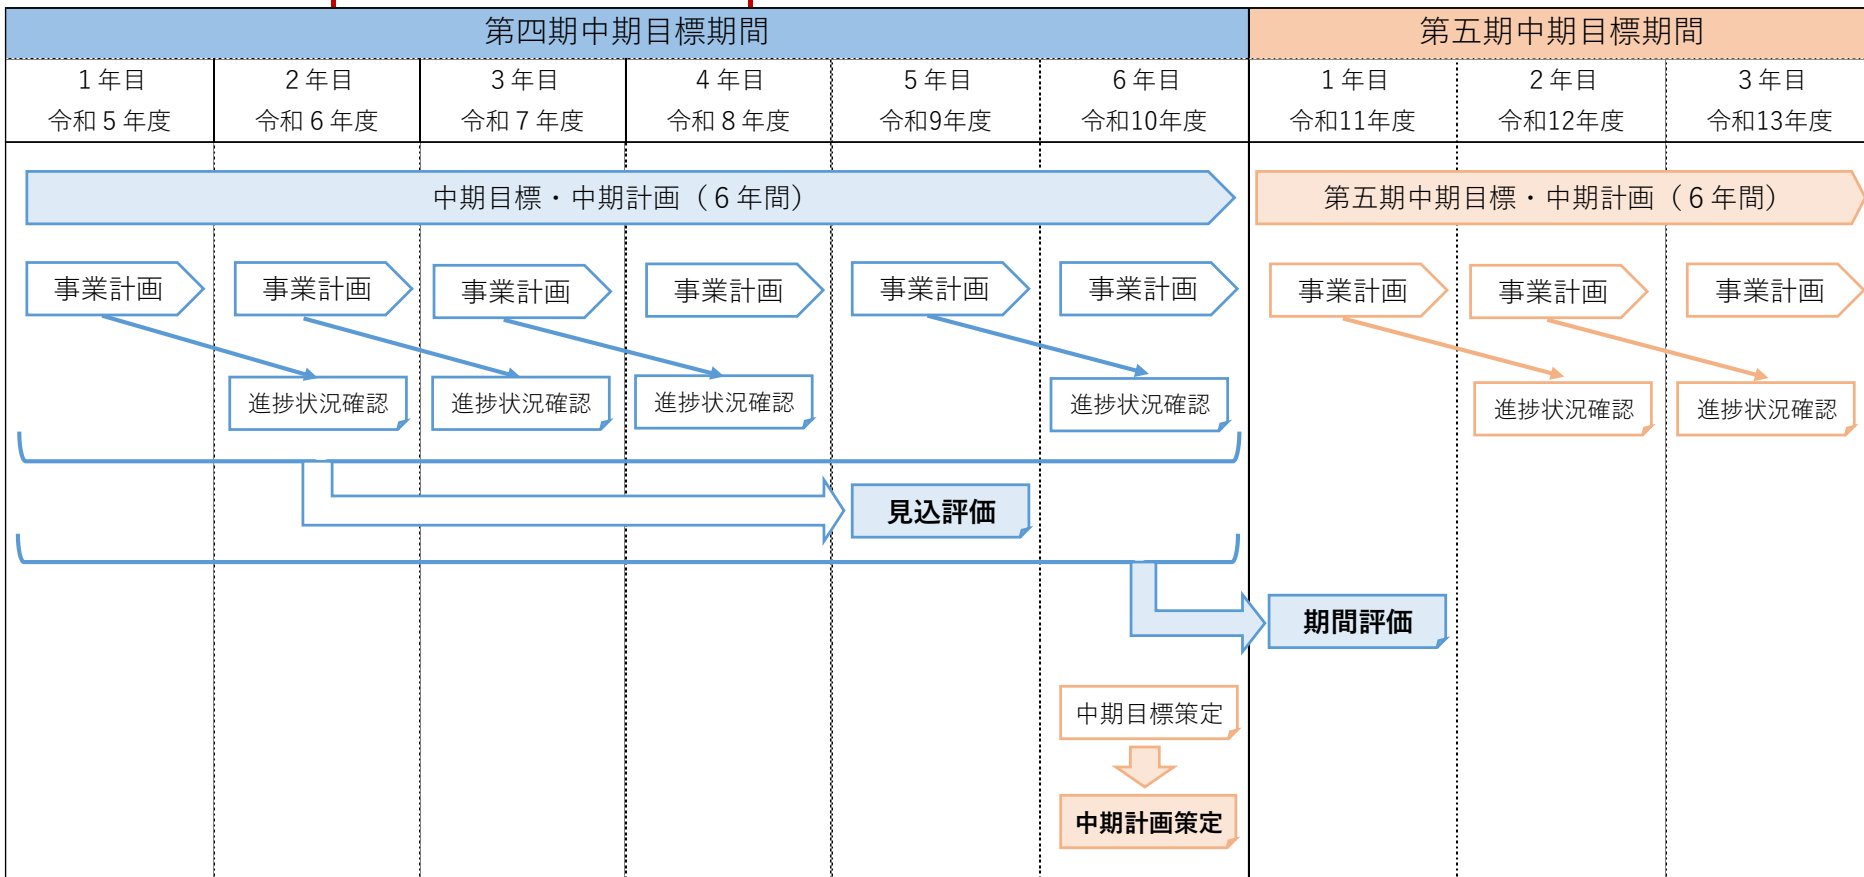 第四期中期目標期間
第五期中期目標期間
1年目
2年目
3年目
4年目
5年目
6年目
1年目
2年目
3年目
令和5年度
令和6年度
令和7年度
令和8年度
令和9年度
令和10年度
令和11年度
令和12年度
令和13年度
中期目標・中期計画（6年間）
第五期中期目標・中期計画（6年間）
事業計画
事業計画
事業計画
事業計画
事業計画
事業計画
事業計画
事業計画
事業計画
進捗状況確認
進捗状況確認
進捗状況確認
進捗状況確認
進捗状況確認
進捗状況確認
見込評価
期間評価
中期目標策定
中期計画策定